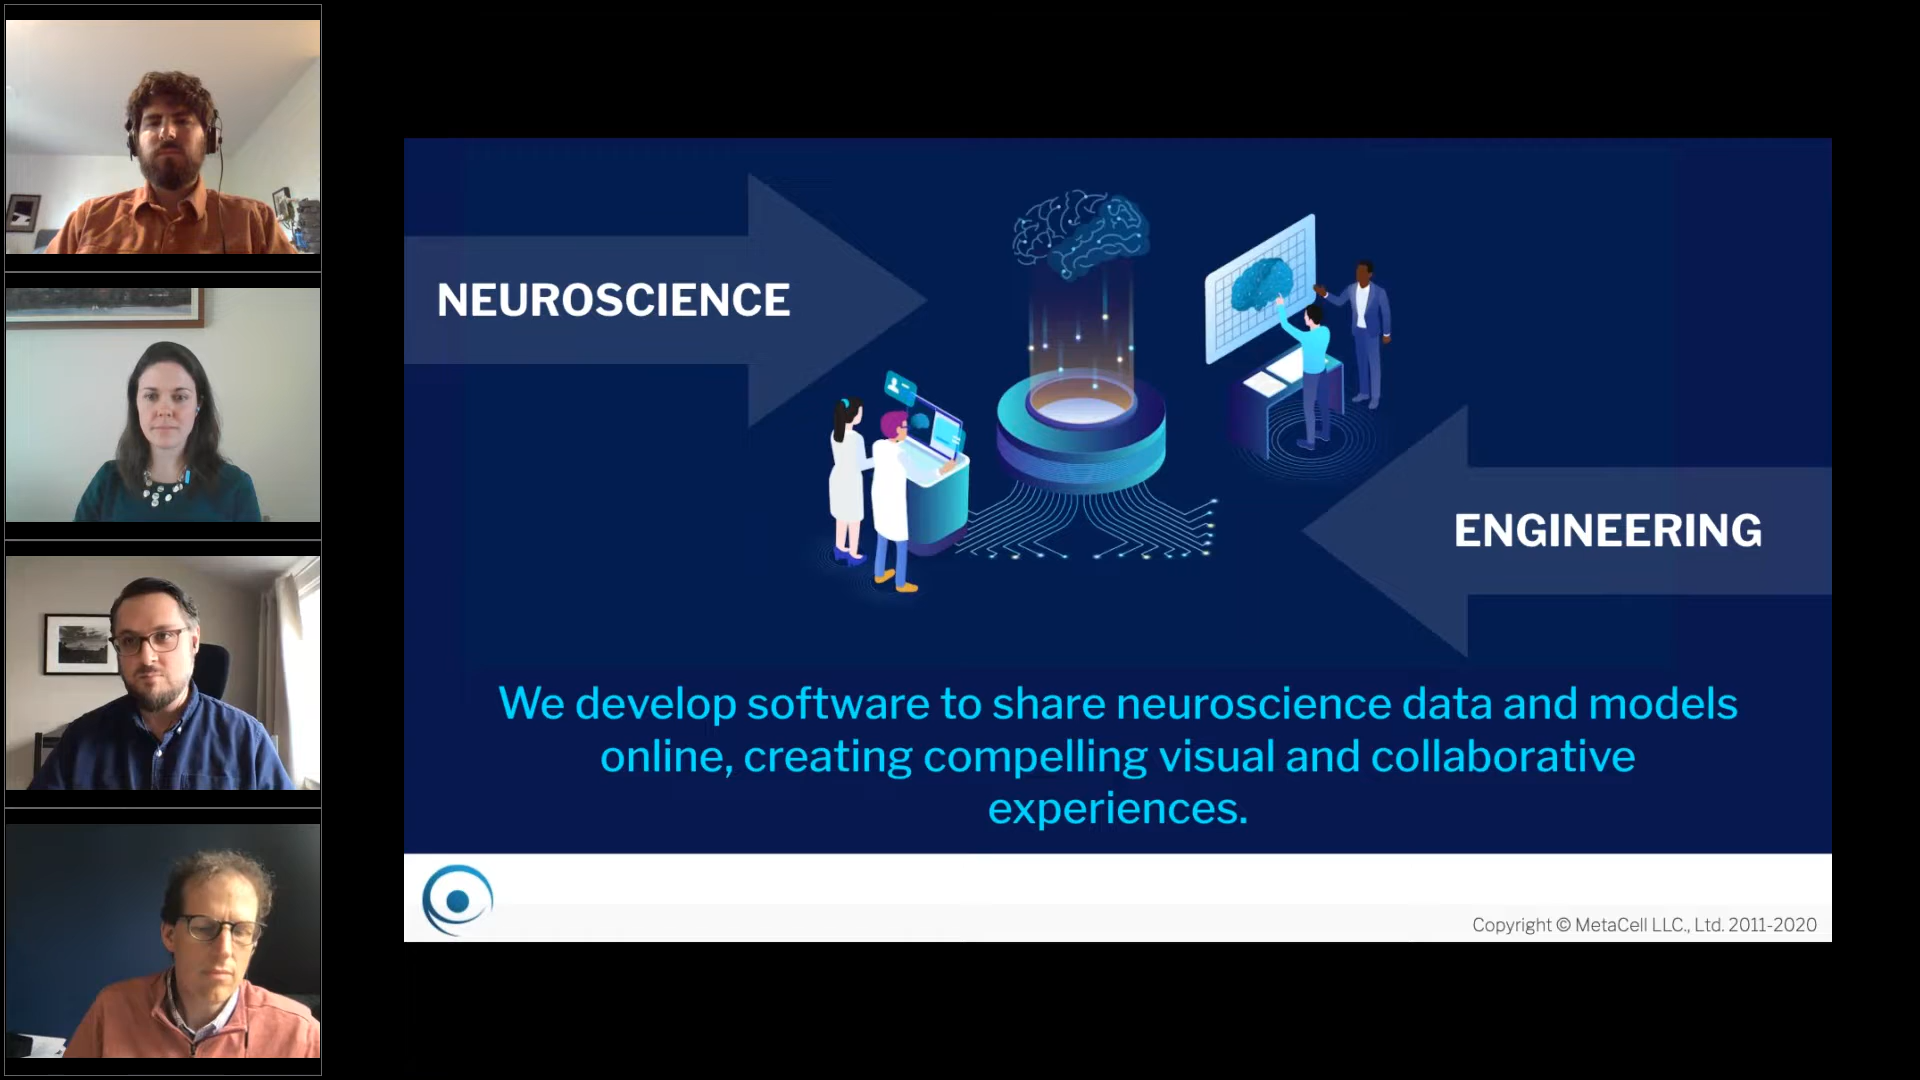 NEUROSCIENCE
ENGINEERING
We develop software to share neuroscience data and models
online, creating compelling visual and collaborative
experiences.
Copyright © MetaCell LLC., Ltd. 2011-2020